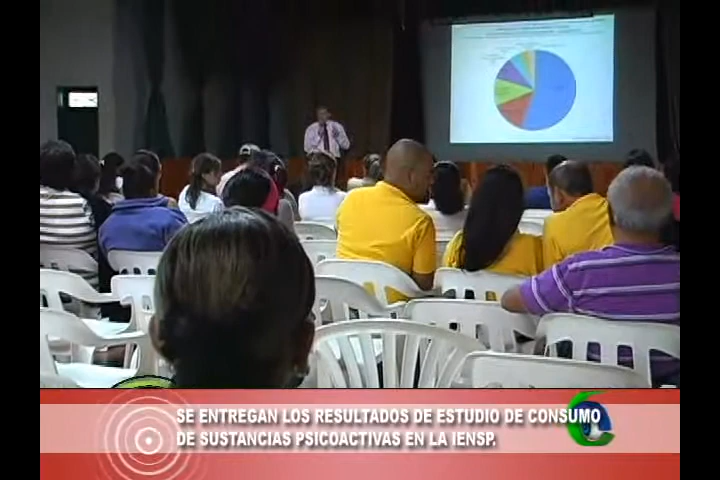 SE ENTREGAN LOS RESULTADOS DE ESTUDIO DE CONSUMO
DE SUSTANCIAS PSICOACTIVAS EN LA IENSP.